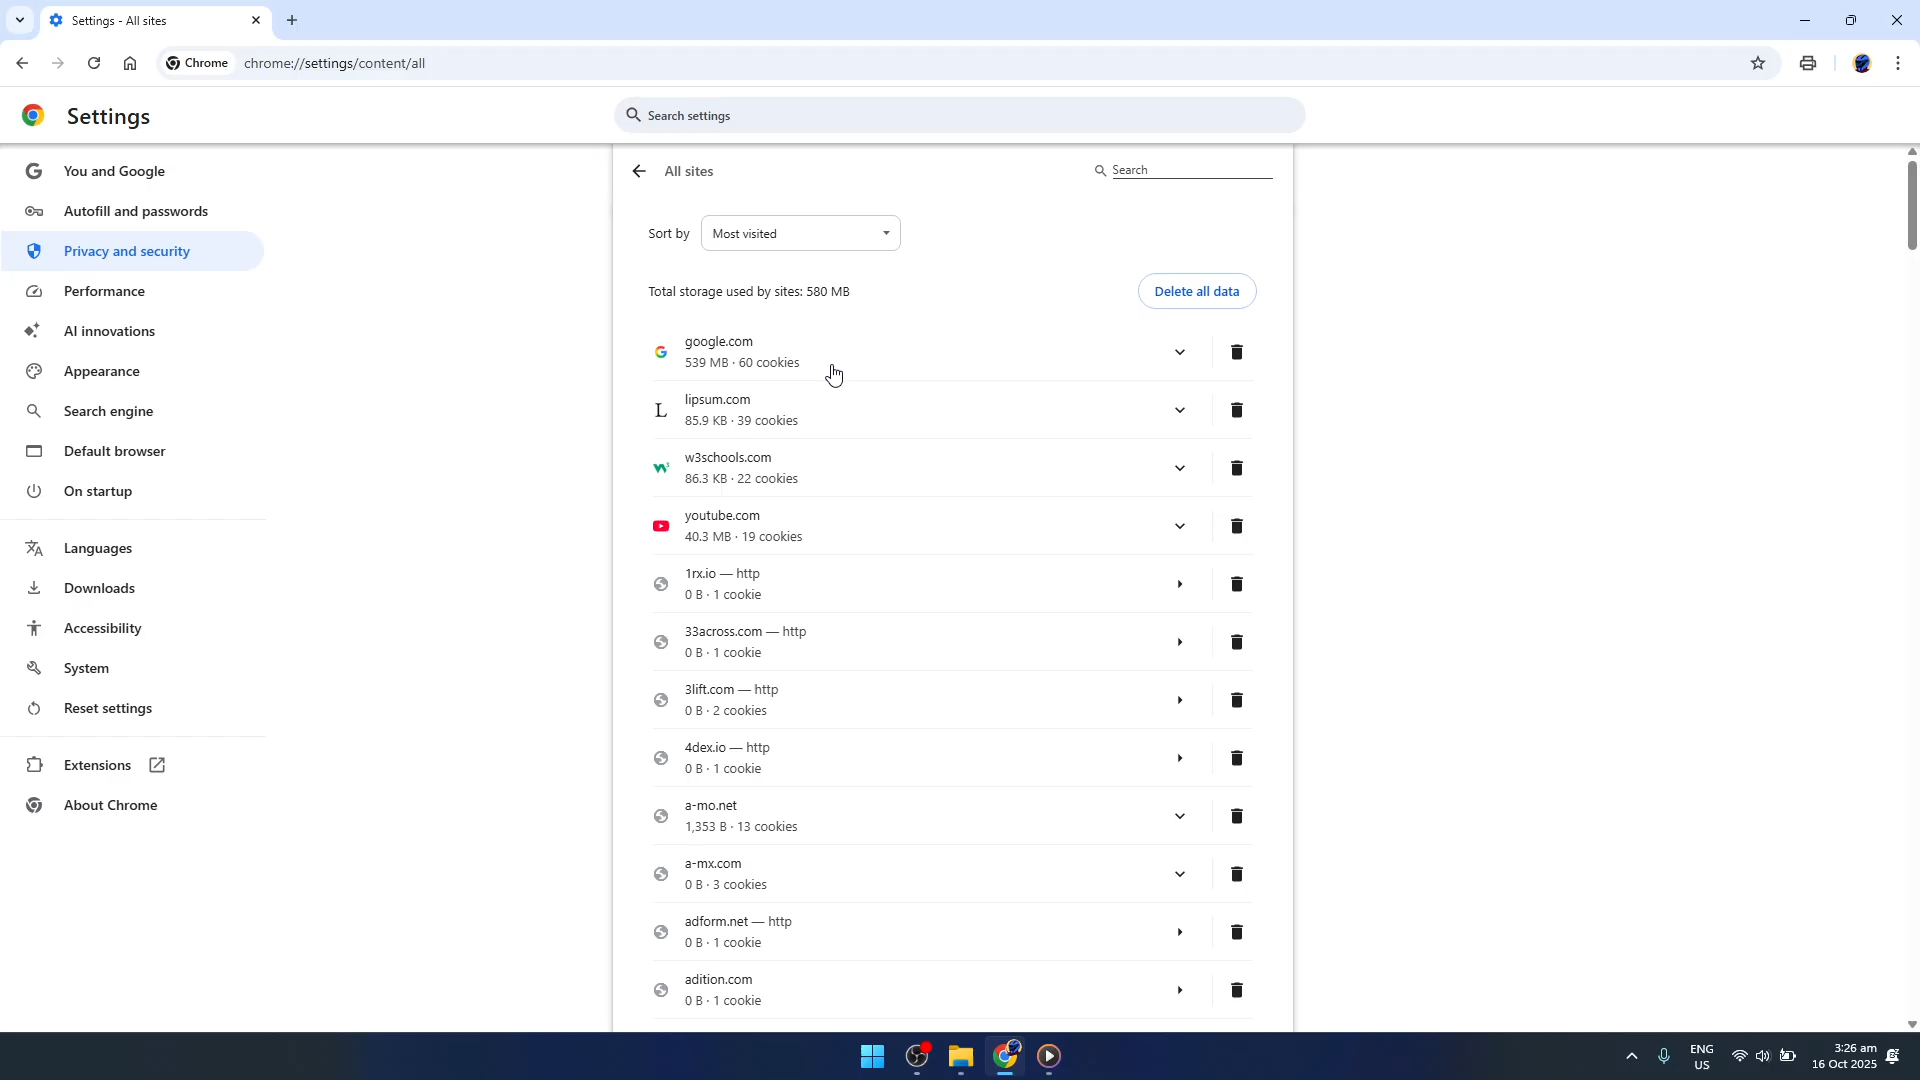 Settings - All sites
Chrome
chrome://settings/content/all
Settings
Search settings
You and Google
Autofill and passwords
Privacy and security
Performance
AI innovations
Appearance
Search engine
Default browser
On startup
Languages
Downloads
Accessibility
System
Reset settings
Extensions
About Chrome
All sites
Search
Sort by
Most visited
Total storage used by sites: 580 MB
Delete all data
google.com
539 MB · 60 cookies
L
lipsum.com
85.9 KB · 39 cookies
w3schools.com
86.3 KB · 22 cookies
youtube.com
40.3 MB · 19 cookies
1rx.io — http
0 B · 1 cookie
33across.com — http
0 B · 1 cookie
3lift.com — http
0 B · 2 cookies
4dex.io — http
0 B · 1 cookie
a-mo.net
1,353 B · 13 cookies
a-mx.com
0 B · 3 cookies
adform.net — http
0 B · 1 cookie
adition.com
0 B · 1 cookie
ENG
US
3:26 am
16 Oct 2025